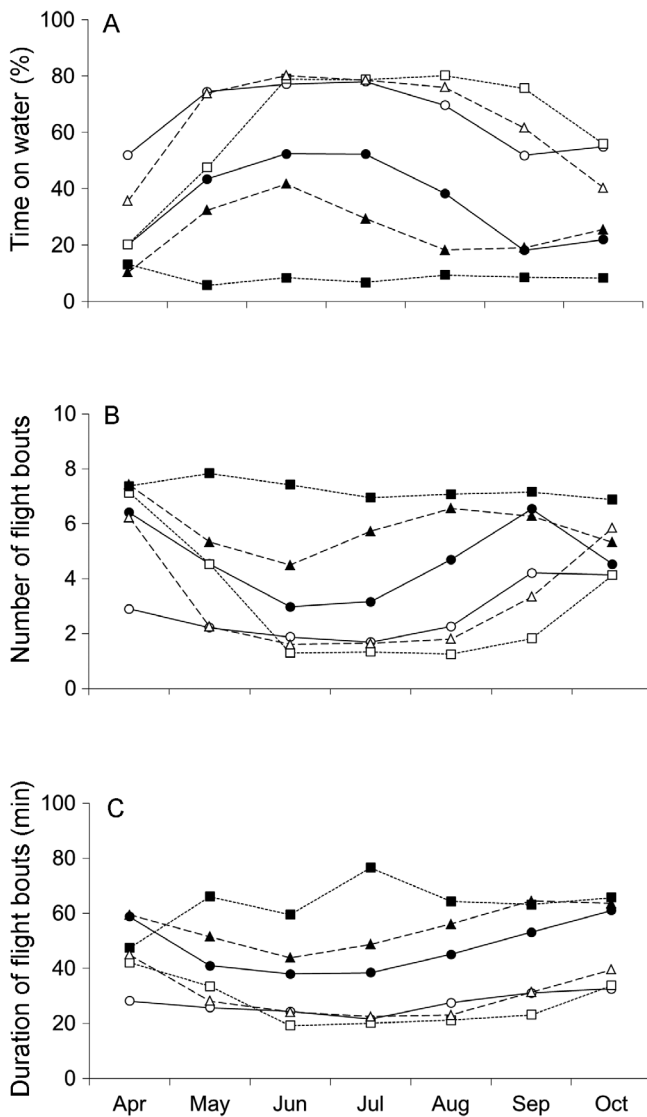 A
Time on water (%)
100
80
60
40
20
0
B
Number of flight bouts
10
8
6
4
2
0
C
Duration of flight bouts (min)
100
80
60
40
20
0
Apr May Jun Jul Aug Sep Oct